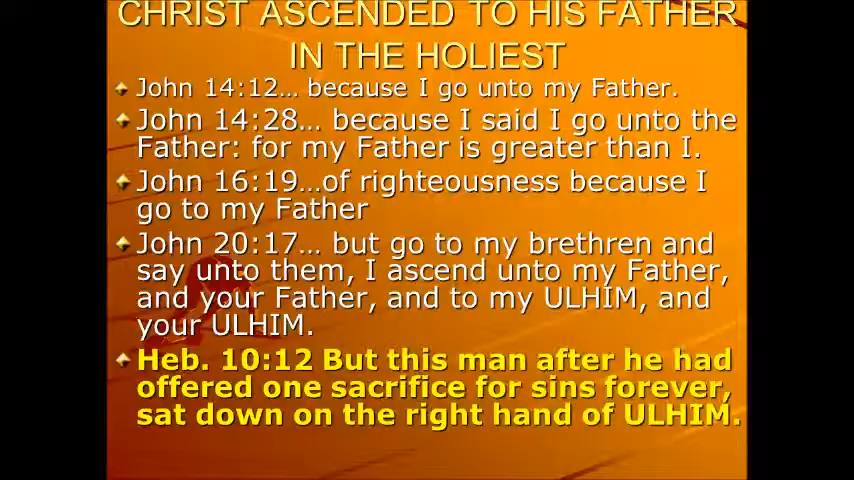 CHRIST ASCENDED TO HIS FATHER
IN THE HOLIEST
John 14:12… because I go unto my Father.
John 14:28… because I said I go unto the
Father: for my Father is greater than I.
John 16:19…of righteousness because I
go to my Father
John 20:17… but go to my brethren and
say unto them, I ascend unto my Father,
and your Father, and to my ULHIM, and
your ULHIM.
Heb. 10:12 But this man after he had
offered one sacrifice for sins forever,
sat down on the right hand of ULHIM.